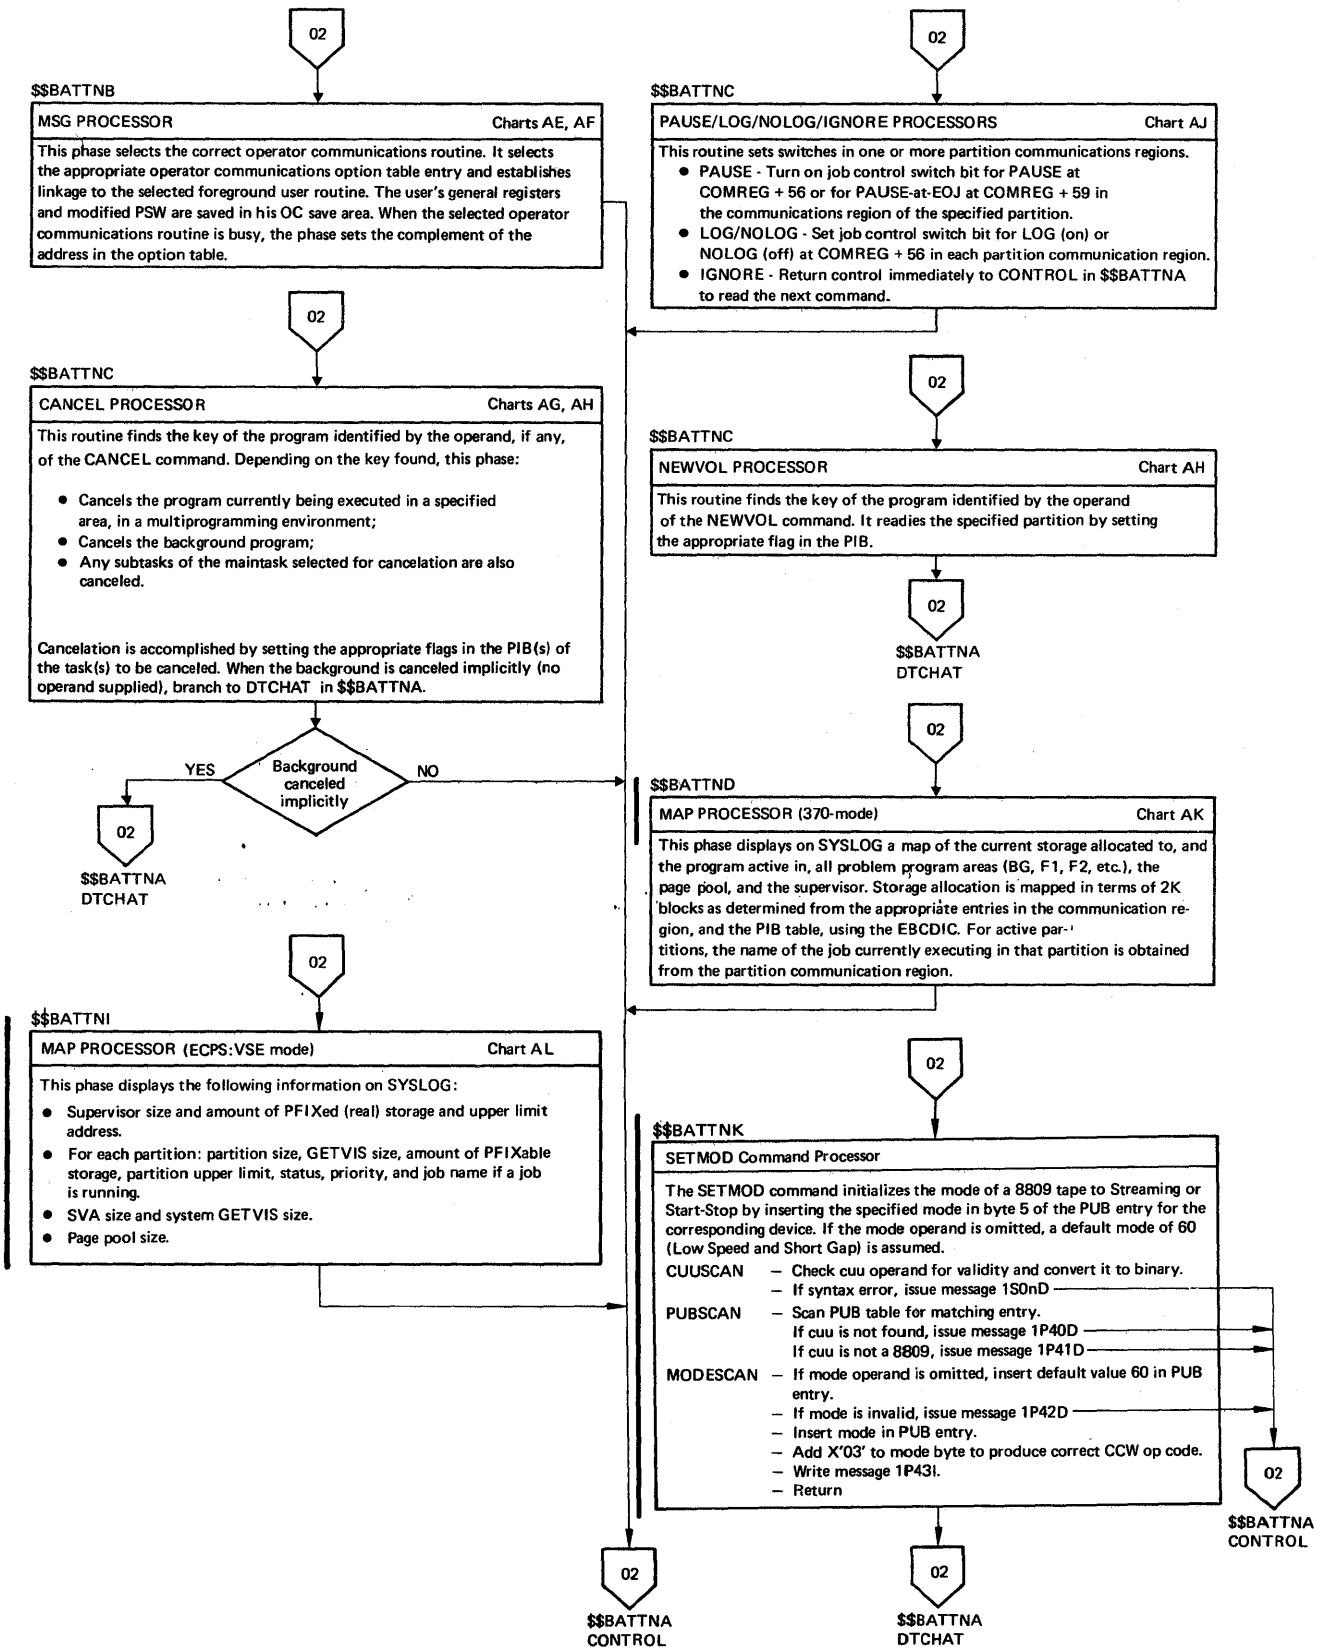 02
$$BATTNB
MSG PROCESSOR Charts AE, AF
This phase selects the correct operator communications routine. It selects
the appropriate operator communications option table entry and establishes
linkage to the selected foreground user routine. The user's general registers
and modified PSW are saved in his OC save area. When the selected operator
communications routine is busy, the phase sets the complement of the
address in the option table.
02
$$BATTNC
CANCEL PROCESSOR Charts AG, AH
This routine finds the key of the program identified by the operand, if any,
of the CANCEL command. Depending on the key found, this phase:
● Cancels the program currently being executed in a specified
area, in a multiprogramming environment;
● Cancels the background program;
● Any subtasks of the maintask selected for cancelation are also
canceled.
Cancelation is accomplished by setting the appropriate flags in the PIB(s) of
the task(s) to be canceled. When the background is canceled implicitly (no
operand supplied), branch to DTCHAT in $$BATTNA.
Background
canceled
implicitly
YES
NO
02
$$BATTNA
DTCHAT
02
$$BATTNI
MAP PROCESSOR (ECPS:VSE mode) Chart AL
This phase displays the following information on SYSLOG:
● Supervisor size and amount of PFIXed (real) storage and upper limit
address.
● For each partition: partition size, GETVIS size, amount of PFIXable
storage, partition upper limit, status, priority, and job name if a job
is running.
● SVA size and system GETVIS size.
● Page pool size.
02
$$BATTNC
PAUSE/LOG/NOLOG/IGNORE PROCESSORS Chart AJ
This routine sets switches in one or more partition communications regions.
● PAUSE - Turn on job control switch bit for PAUSE at
COMREG + 56 or for PAUSE-at-EOJ at COMREG + 59 in
the communications region of the specified partition.
● LOG/NOLOG - Set job control switch bit for LOG (on) or
NOLOG (off) at COMREG + 56 in each partition communication region.
● IGNORE - Return control immediately to CONTROL in $$BATTNA
to read the next command.
02
$$BATTNC
NEWVOL PROCESSOR Chart AH
This routine finds the key of the program identified by the operand
of the NEWVOL command. It readies the specified partition by setting
the appropriate flag in the PIB.
02
$$BATTNA
DTCHAT
02
$$BATTND
MAP PROCESSOR (370-mode) Chart AK
This phase displays on SYSLOG a map of the current storage allocated to, and
the program active in, all problem program areas (BG, F1, F2, etc.), the
page pool, and the supervisor. Storage allocation is mapped in terms of 2K
blocks as determined from the appropriate entries in the communication re-
gion, and the PIB table, using the EBCDIC. For active par-
titions, the name of the job currently executing in that partition is obtained
from the partition communication region.
02
$$BATTNK
SETMOD Command Processor
The SETMOD command initializes the mode of a 8809 tape to Streaming or
Start-Stop by inserting the specified mode in byte 5 of the PUB entry for the
corresponding device. If the mode operand is omitted, a default mode of 60
(Low Speed and Short Gap) is assumed.
CUUSCAN — Check cuu operand for validity and convert it to binary.
— If syntax error, issue message 1S0nD
PUBSCAN — Scan PUB table for matching entry.
If cuu is not found, issue message 1P40D
If cuu is not a 8809, issue message 1P41D
MODESCAN — If mode operand is omitted, insert default value 60 in PUB
entry.
— If mode is invalid, issue message 1P42D
— Insert mode in PUB entry.
— Add X'03' to mode byte to produce correct CCW op code.
— Write message 1P43I.
— Return
02
$$BATTNA
CONTROL
02
$$BATTNA
CONTROL
02
$$BATTNA
DTCHAT